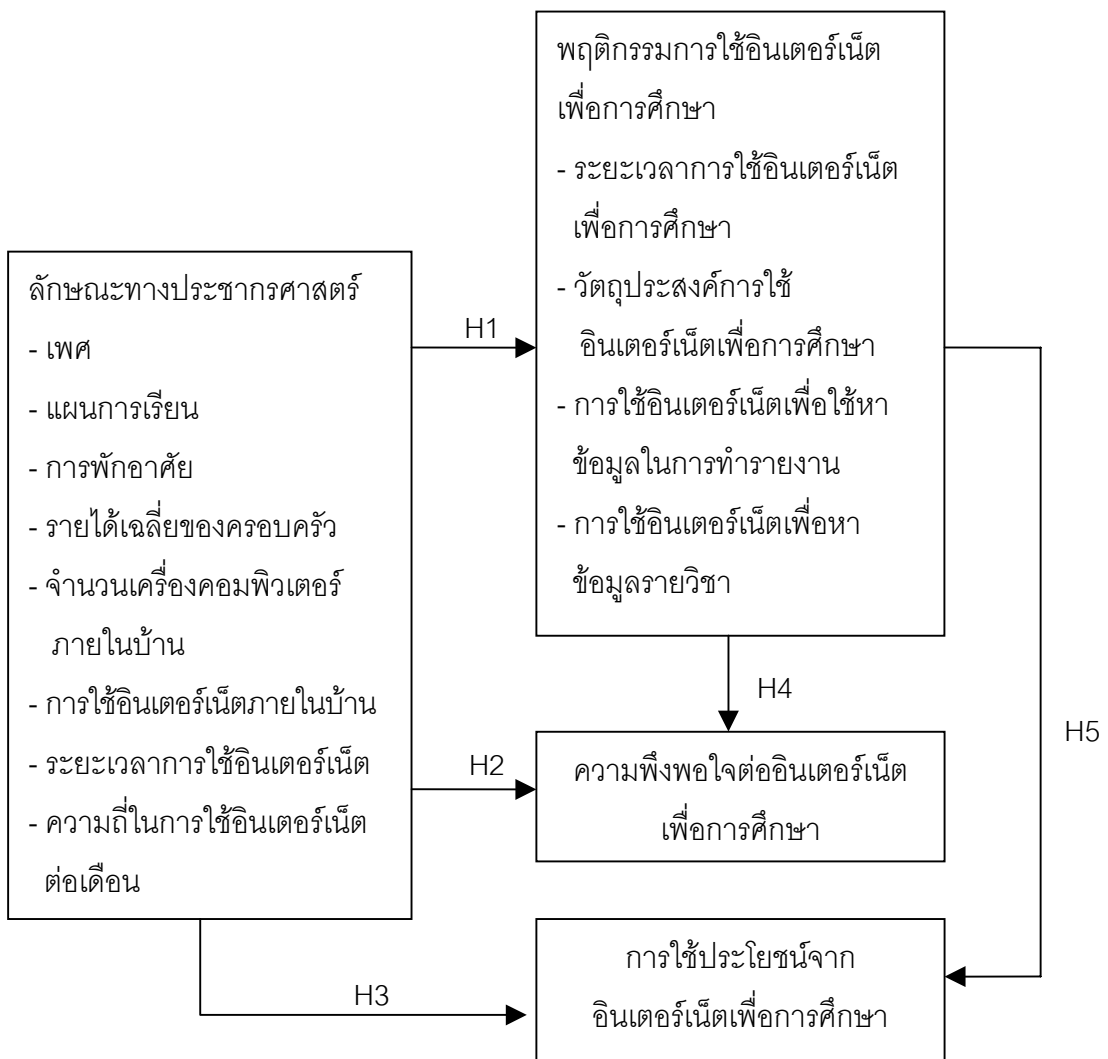 พฤติกรรมการใช้อินเตอร์เน็ต
เพื่อการศึกษา
- ระยะเวลาการใช้อินเตอร์เน็ต
เพื่อการศึกษา
- วัตถุประสงค์การใช้
อินเตอร์เน็ตเพื่อการศึกษา
- การใช้อินเตอร์เน็ตเพื่อใช้หา
ข้อมูลในการทำรายงาน
- การใช้อินเตอร์เน็ตเพื่อหา
ข้อมูลรายวิชา
ลักษณะทางประชากรศาสตร์
- เพศ
- แผนการเรียน
- การพักอาศัย
- รายได้เฉลี่ยของครอบครัว
- จำนวนเครื่องคอมพิวเตอร์
ภายในบ้าน
- การใช้อินเตอร์เน็ตภายในบ้าน
- ระยะเวลาการใช้อินเตอร์เน็ต
- ความถี่ในการใช้อินเตอร์เน็ต
ต่อเดือน
H1
H4
H5
H2
ความพึงพอใจต่ออินเตอร์เน็ต
เพื่อการศึกษา
H3
การใช้ประโยชน์จาก
อินเตอร์เน็ตเพื่อการศึกษา